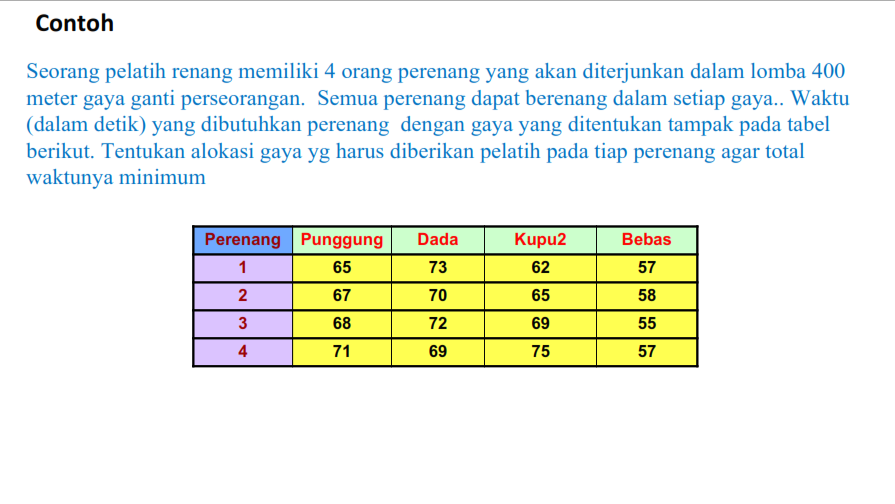 Contoh
Seorang pelatih renang memiliki 4 orang perenang yang akan diterjunkan dalam lomba 400
meter gaya ganti perseorangan. Semua perenang dapat berenang dalam setiap gaya.. Waktu
(dalam detik) yang dibutuhkan perenang dengan gaya yang ditentukan tampak pada tabel
berikut. Tentukan alokasi gaya yg harus diberikan pelatih pada tiap perenang agar total
waktunya minimum
Perenang Punggung Dada Kupu2 Bebas
1 65 73 62 57
2 67 70 65 58
3 68 72 69 55
4 71 69 75 57